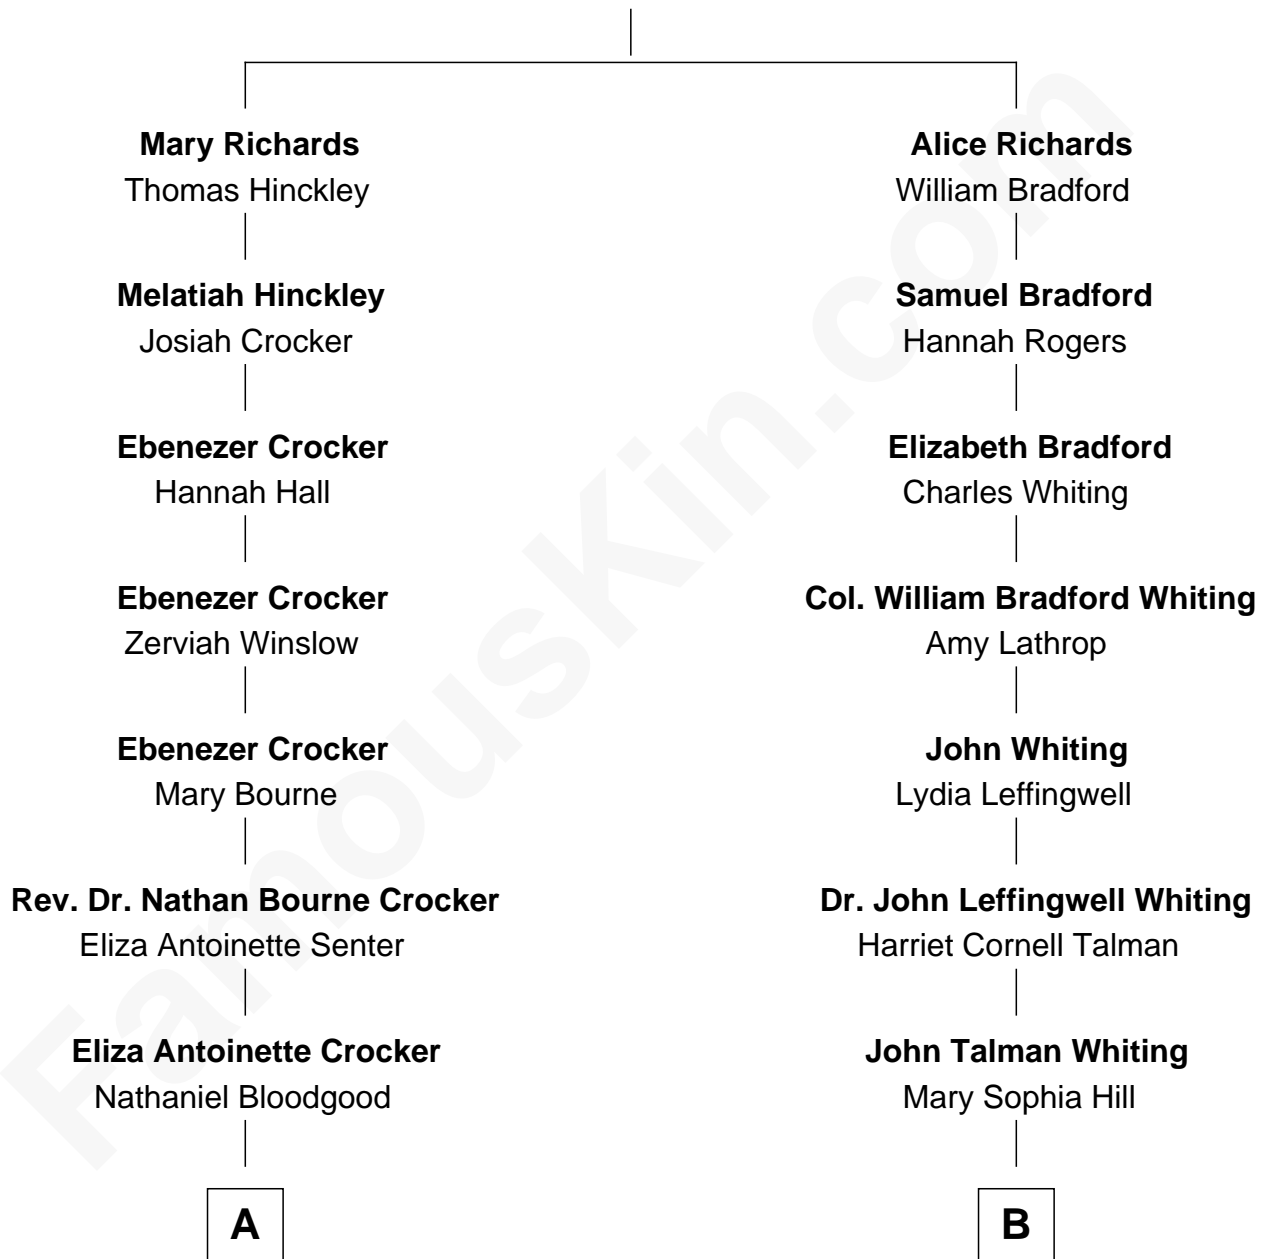 Mary Richards
Thomas Hinckley
Alice Richards
William Bradford
Melatiah Hinckley
Josiah Crocker
Samuel Bradford
Hannah Rogers
Ebenezer Crocker
Hannah Hall
Elizabeth Bradford
Charles Whiting
Ebenezer Crocker
Zerviah Winslow
Col. William Bradford Whiting
Amy Lathrop
Ebenezer Crocker
Mary Bourne
John Whiting
Lydia Leffingwell
Rev. Dr. Nathan Bourne Crocker
Eliza Antoinette Senter
Dr. John Leffingwell Whiting
Harriet Cornell Talman
Eliza Antoinette Crocker
Nathaniel Bloodgood
John Talman Whiting
Mary Sophia Hill
A
B
FamousKin.com